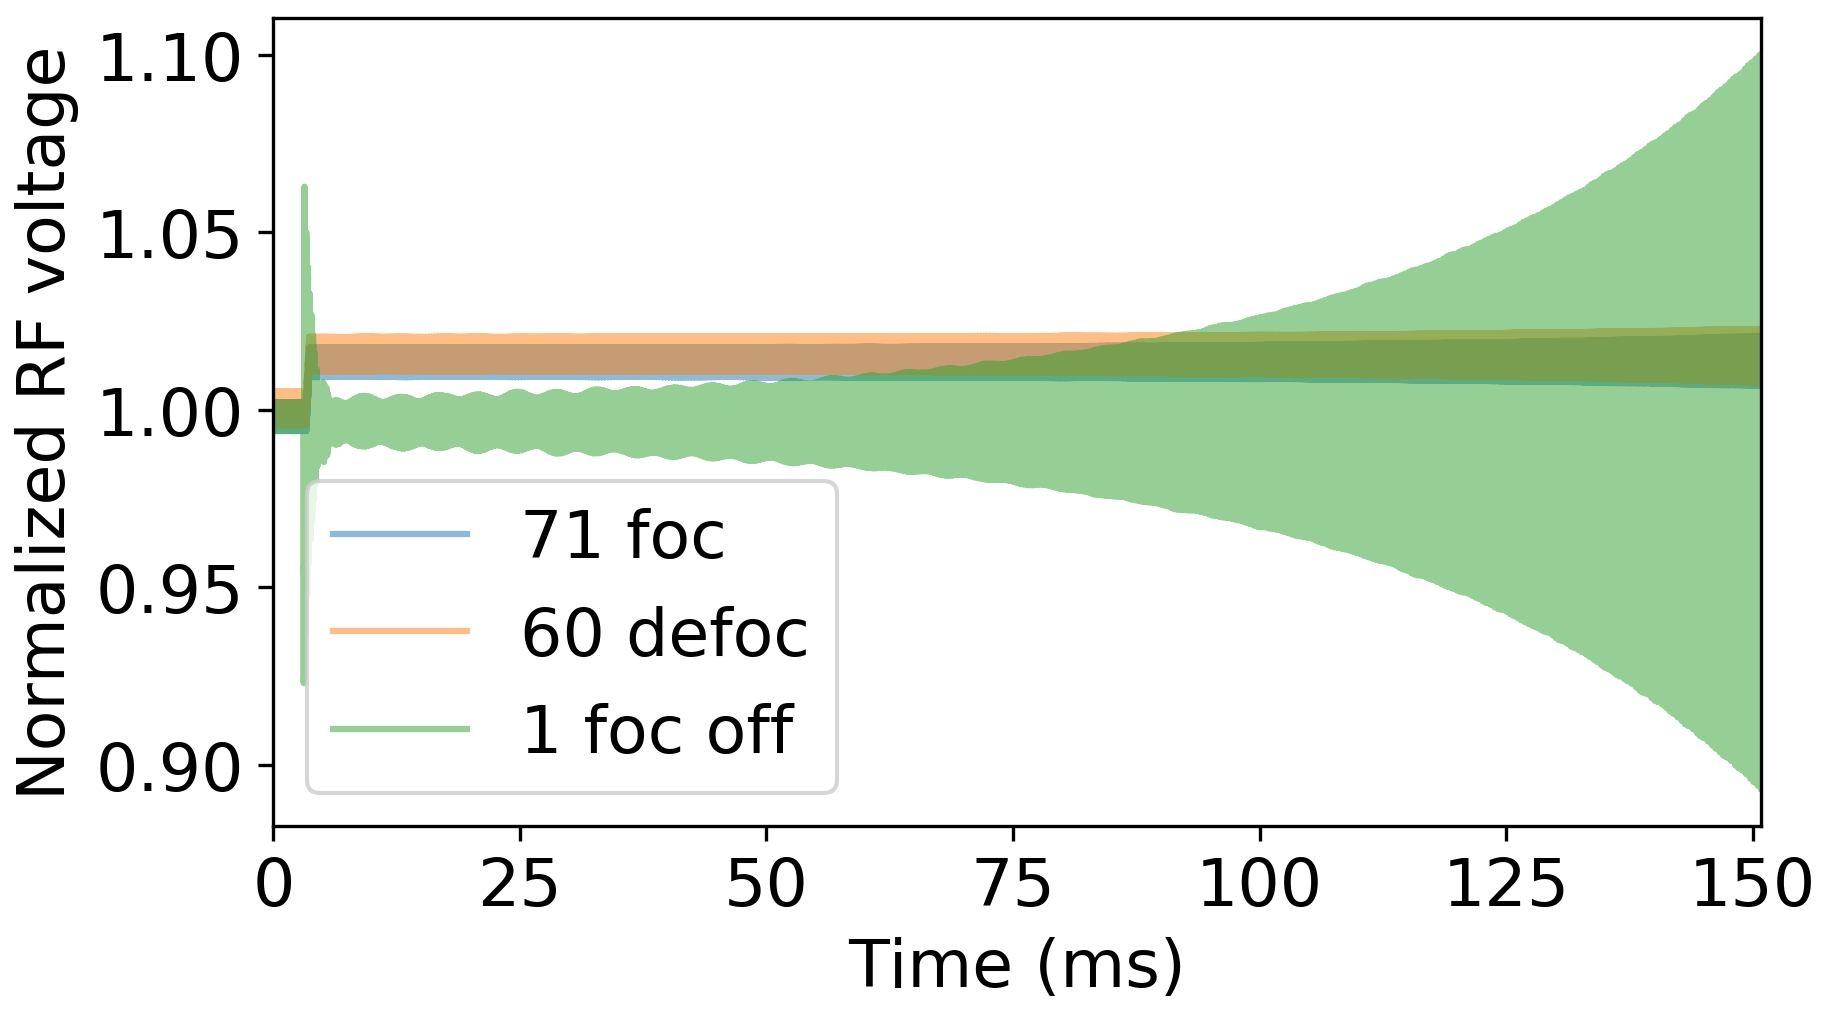 Normalized RF voltage
1.10
1.05
1.00
0.95
0.90
71 foc
60 defoc
1 foc off
0 25 50 75 100 125 150
Time (ms)